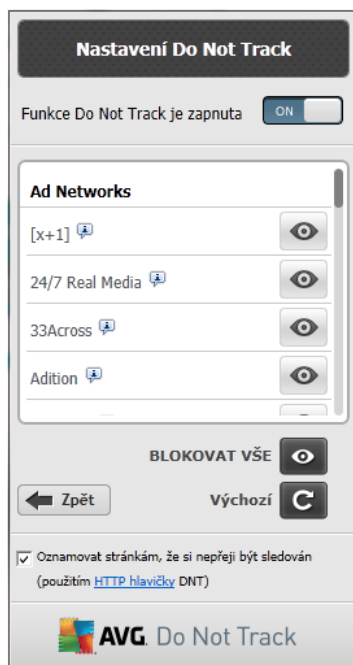 Nastavení Do Not Track
Funkce Do Not Track je zapnuta ON
Ad Networks
[x+1]
24/7 Real Media
33Across
Adition
BLOKOVAT VŠE
Zpět Výchozí
Oznamovat stránkám, že si nepřeji být sledován
(použitím HTTP hlavičky DNT)
AVG. Do Not Track